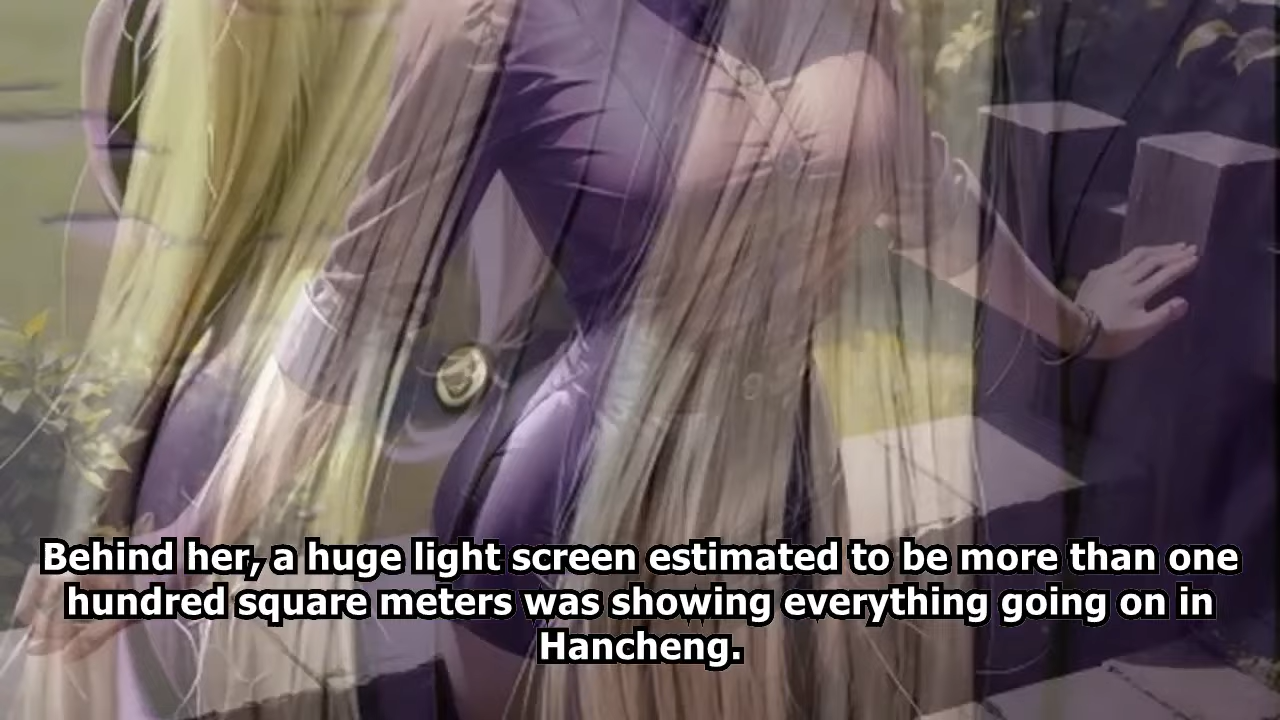 Behind her, a huge light screen estimated to be more than one
hundred square meters was showing everything going on in
Hancheng.